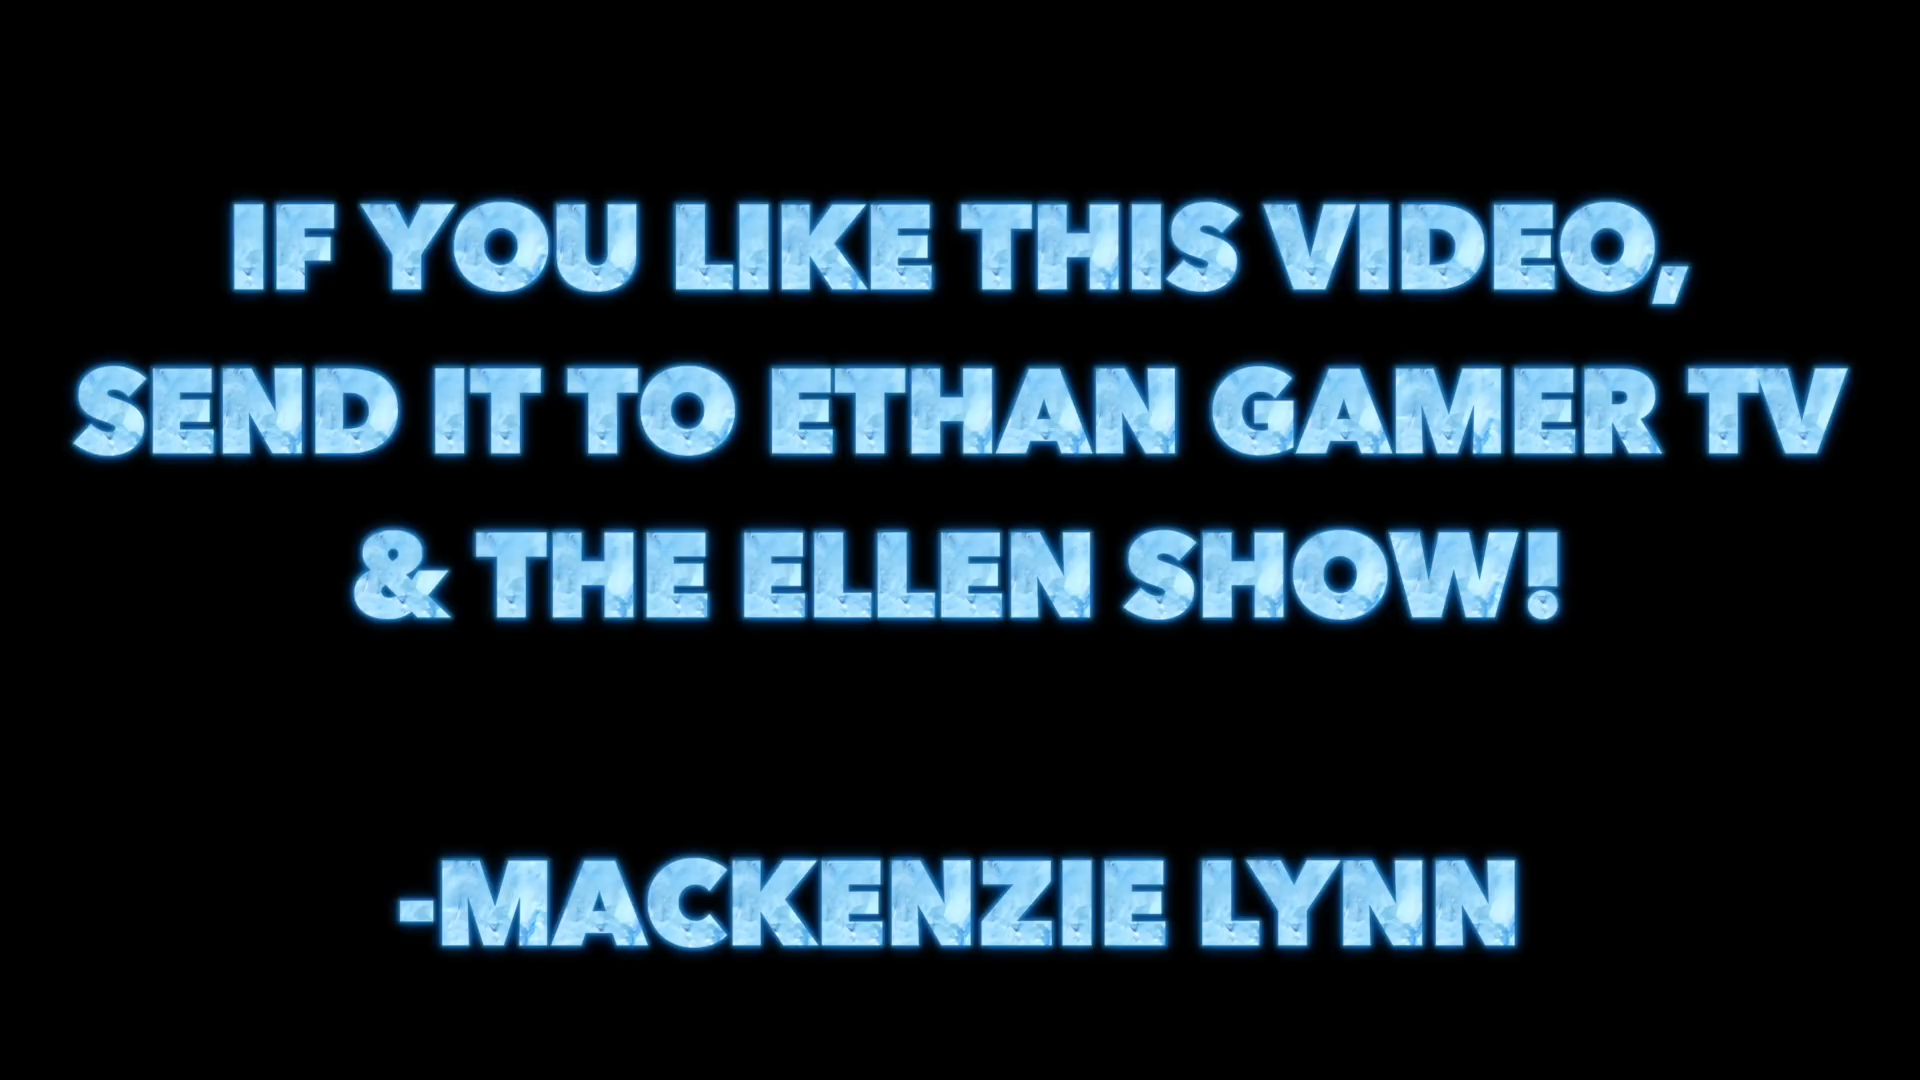 IF YOU LIKE THIS VIDEO,
SEND IT TO ETHAN GAMER TV
& THE ELLEN SHOW!
-MACKENZIE LYNN